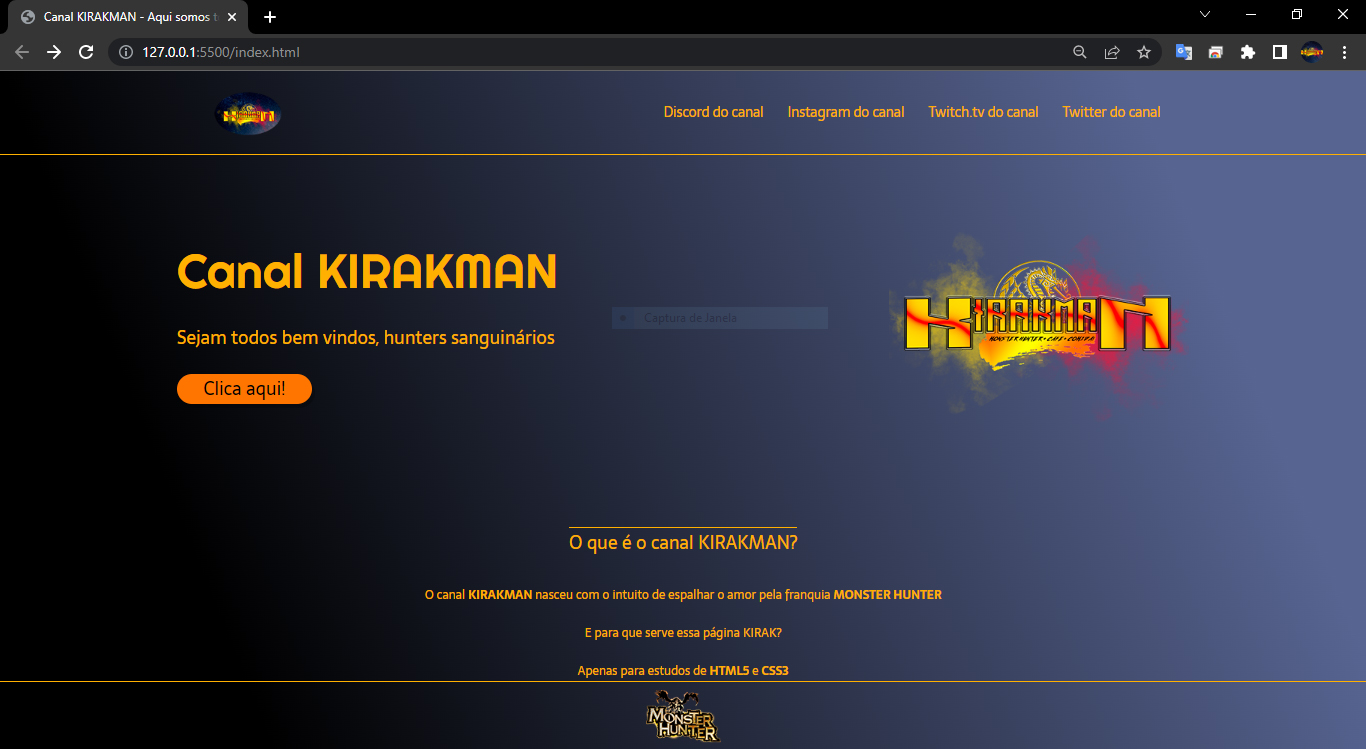 Canal KIRAKMAN - Aqui somos t
127.0.0.1:5500/index.html
KIRAKMAN
Discord do canal Instagram do canal Twitch.tv do canal Twitter do canal
Canal KIRAKMAN
Sejam todos bem vindos, hunters sanguinários
Clica aqui!
Captura de Janela
KIRAKMAN
O que é o canal KIRAKMAN?
O canal KIRAKMAN nasceu com o intuito de espalhar o amor pela franquia MONSTER HUNTER
E para que serve essa página KIRAK?
Apenas para estudos de HTML5 e CSS3
MONSTER
HUNTER